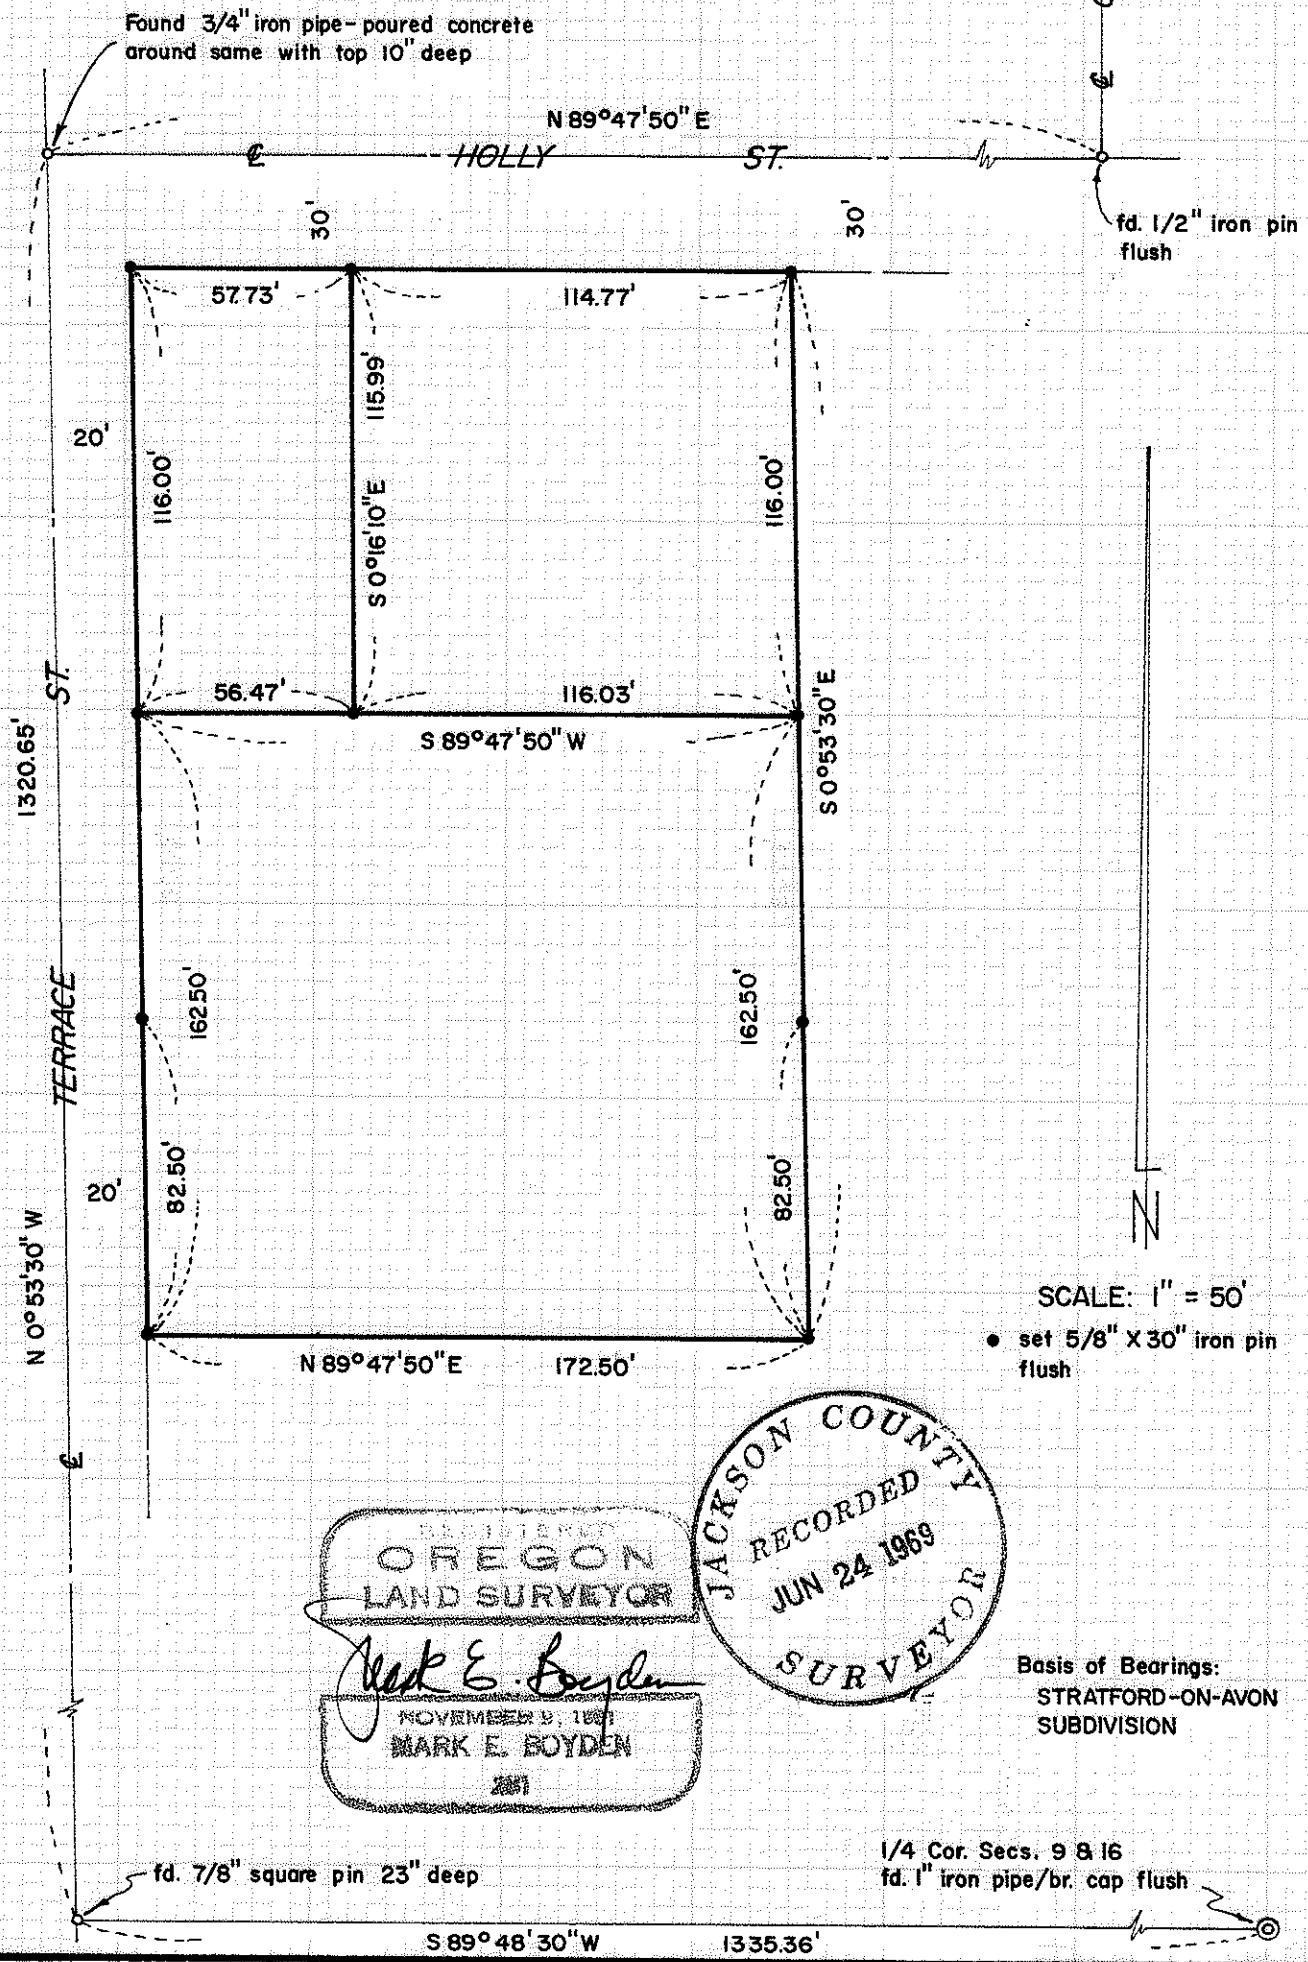 Found 3/4" iron pipe-poured concrete
around same with top 10" deep
N 89°47'50" E
℄ HOLLY ST.
℄
30'
30'
fd. 1/2" iron pin
flush
57.73'
114.77'
115.99'
S 0°16'10" E
20'
116.00'
116.00'
56.47'
116.03'
S 89°47'50" W
S 0°53'30" E
ST.
1320.65'
TERRACE
162.50'
162.50'
82.50'
82.50'
20'
N 0°53'30" W
℄
N
SCALE: 1" = 50'
● set 5/8" X 30" iron pin
flush
N 89°47'50" E 172.50'
JACKSON COUNTY
RECORDED
JUN 24 1969
SURVEYOR
REGISTERED
OREGON
LAND SURVEYOR
Mark E. Boyden
NOVEMBER 9,
MARK E. BOYDEN
Basis of Bearings:
STRATFORD-ON-AVON
SUBDIVISION
1/4 Cor. Secs. 9 & 16
fd. 1" iron pipe/br. cap flush
fd. 7/8" square pin 23" deep
S 89°48'30" W 1335.36'